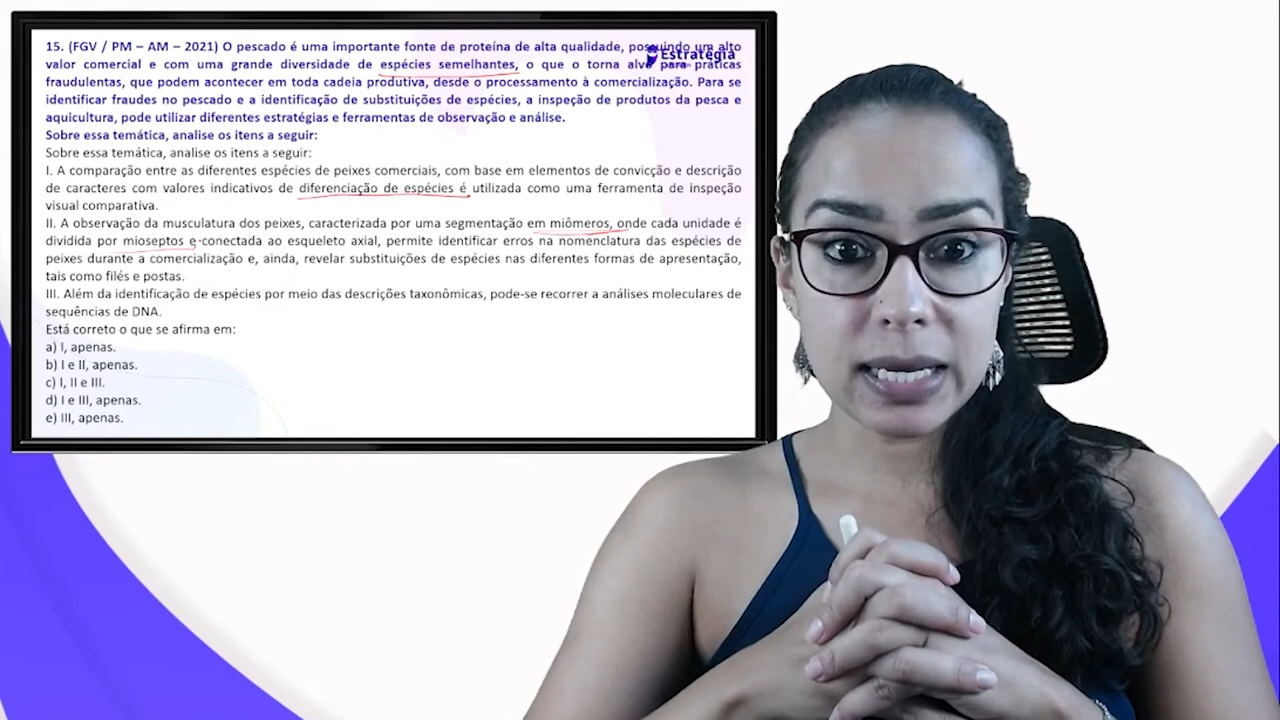 15. (FGV / PM – AM – 2021) O pescado é uma importante fonte de proteína de alta qualidade, possuindo um alto
valor comercial e com uma grande diversidade de espécies semelhantes, o que o torna alvo para práticas
fraudulentas, que podem acontecer em toda cadeia produtiva, desde o processamento à comercialização. Para se
identificar fraudes no pescado e a identificação de substituições de espécies, a inspeção de produtos da pesca e
aquicultura, pode utilizar diferentes estratégias e ferramentas de observação e análise.
Sobre essa temática, analise os itens a seguir:
Sobre essa temática, analise os itens a seguir:
I. A comparação entre as diferentes espécies de peixes comerciais, com base em elementos de convicção e descrição
de caracteres com valores indicativos de diferenciação de espécies é utilizada como uma ferramenta de inspeção
visual comparativa.
II. A observação da musculatura dos peixes, caracterizada por uma segmentação em miômeros, onde cada unidade é
dividida por mioseptos e conectada ao esqueleto axial, permite identificar erros na nomenclatura das espécies de
peixes durante a comercialização e, ainda, revelar substituições de espécies nas diferentes formas de apresentação,
tais como filés e postas.
III. Além da identificação de espécies por meio das descrições taxonômicas, pode-se recorrer a análises moleculares de
sequências de DNA.
Está correto o que se afirma em:
a) I, apenas.
b) I e II, apenas.
c) I, II e III.
d) I e III, apenas.
e) III, apenas.
Estratégia